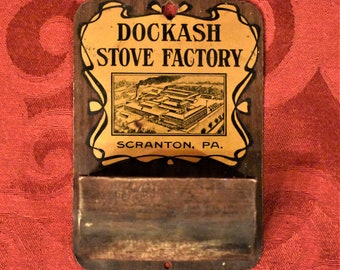 DOCKASH
STOVE FACTORY
SCRANTON, PA.